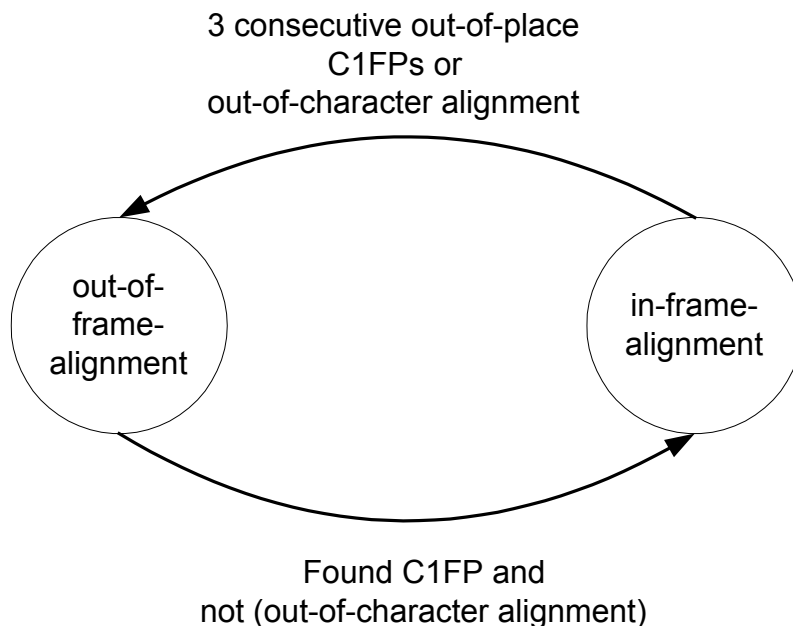 3 consecutive out-of-place
C1FPs or
out-of-character alignment
out-of-
frame-
alignment
in-frame-
alignment
Found C1FP and
not (out-of-character alignment)